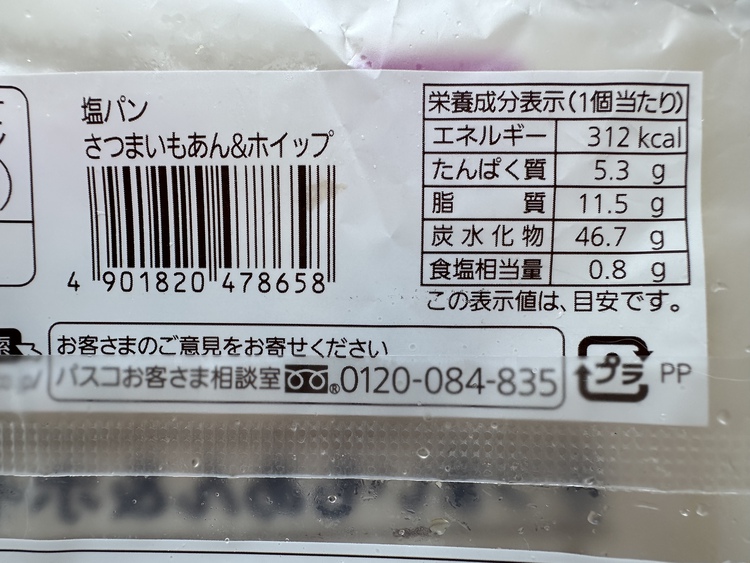 塩パン
さつまいもあん&ホイップ
4 901820 478658
栄養成分表示(1個当たり)
エネルギー 312 kcal
たんぱく質 5.3 g
脂質 11.5 g
炭水化物 46.7 g
食塩相当量 0.8 g
この表示値は、目安です。
お客さまのご意見をお寄せください
パスコお客さま相談室 ® 0120-084-835
プラ PP